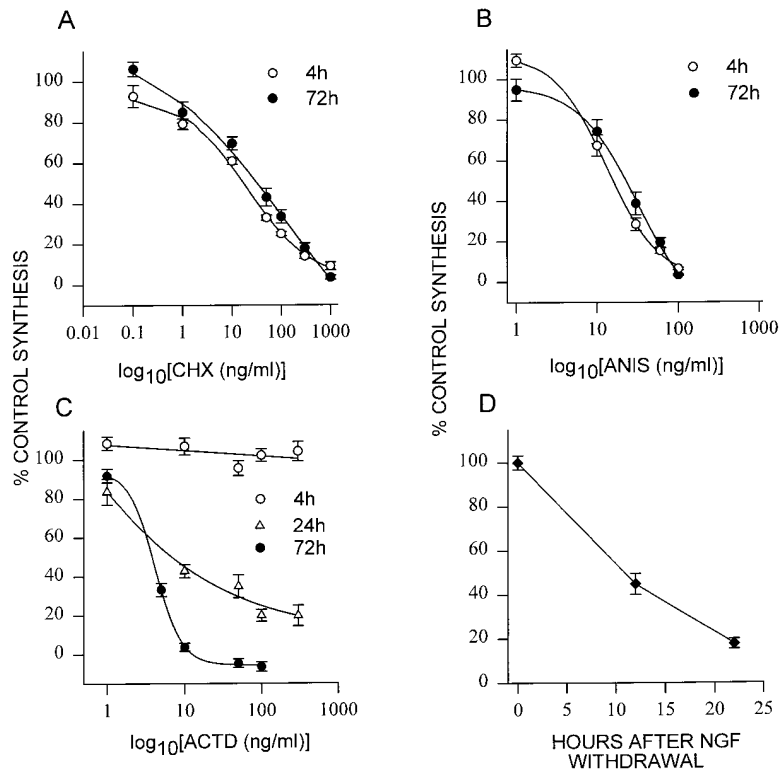 A
100
80
60
40
20
0
4h
72h
0.01 0.1 1 10 100 1000
log10[CHX (ng/ml)]
% CONTROL SYNTHESIS
B
100
80
60
40
20
0
4h
72h
1 10 100 1000
log10[ANIS (ng/ml)]
% CONTROL SYNTHESIS
C
100
80
60
40
20
0
4h
24h
72h
1 10 100 1000
log10[ACTD (ng/ml)]
D
100
80
60
40
20
0
0 5 10 15 20 25
HOURS AFTER NGF
WITHDRAWAL